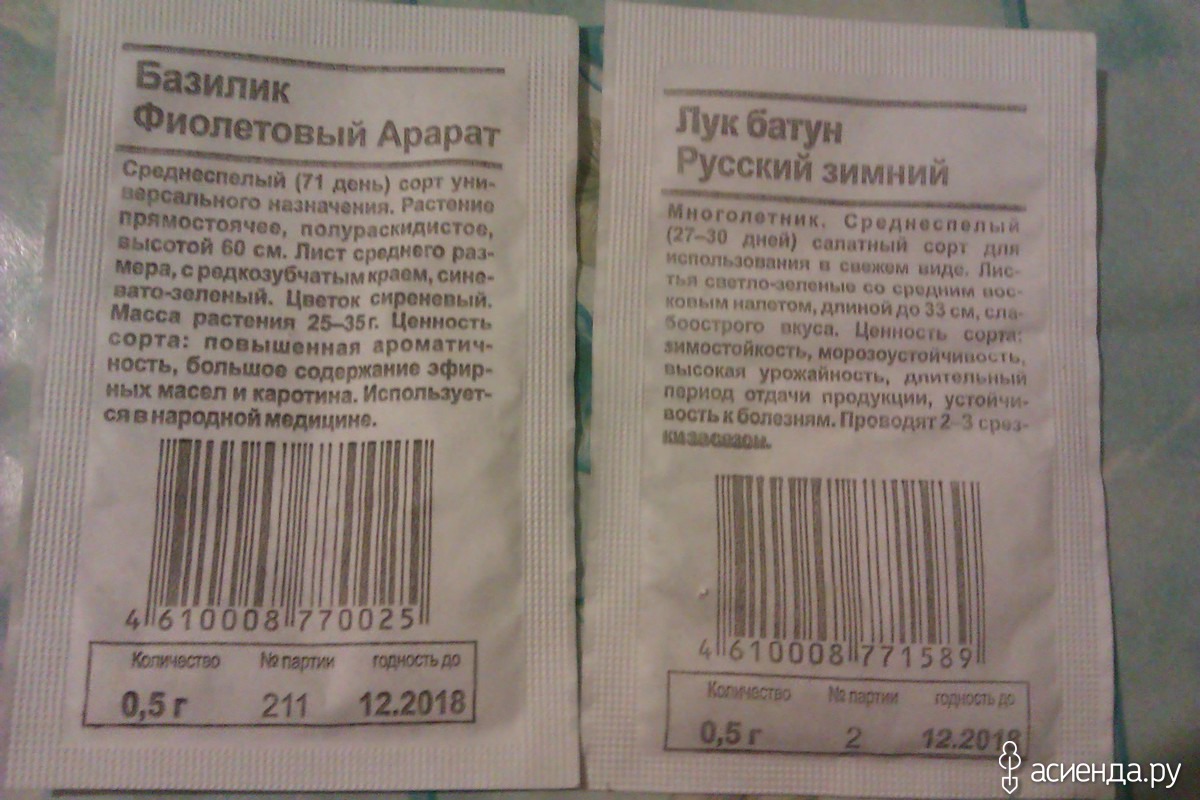 Базилик
Фиолетовый Арарат
Среднеспелый (71 день) сорт уни-
версального назначения. Растение
прямостоячее, полураскидистое,
высотой 60 см. Лист среднего раз-
мера, с редкозубчатым краем, сине-
вато-зеленый. Цветок сиреневый.
Масса растения 25–35 г. Ценность
сорта: повышенная ароматич-
ность, большое содержание эфир-
ных масел и каротина. Использует-
ся в народной медицине.
4 610008 770025
Количество № партии годность до
0,5 г 211 12.2018
Лук батун
Русский зимний
Многолетник. Среднеспелый
(27–30 дней) салатный сорт для
использования в свежем виде. Лис-
тья светло-зеленые со средним вос-
ковым налетом, длиной до 33 см, сла-
боострого вкуса. Ценность сорта:
зимостойкость, морозоустойчивость,
высокая урожайность, длительный
период отдачи продукции, устойчи-
вость к болезням. Проводят 2–3 срез-
ки за сезон.
4 610008 771589
Количество № партии годность до
0,5 г 2 12.2018
асиенда.ру